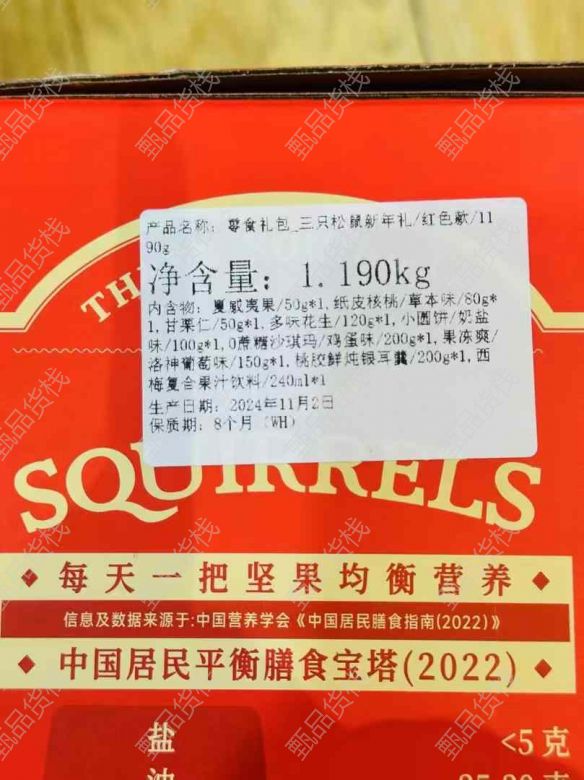 产品名称：零食礼包_三只松鼠新年礼/红色款/11
90g
净含量：1.190kg
内含物：夏威夷果/50g*1,纸皮核桃/草本味/80g*
1,甘栗仁/50g*1,多味花生/120g*1,小圆饼/奶盐
味/100g*1,0蔗糖沙琪玛/鸡蛋味/200g*1,果冻爽/
洛神葡萄味/150g*1,桃胶鲜炖银耳羹/200g*1,西
梅复合果汁饮料/240ml*1
生产日期：2024年11月2日
保质期：8个月（WH）
SQUIRRELS
每天一把坚果均衡营养
信息及数据来源于:中国营养学会《中国居民膳食指南(2022)》
中国居民平衡膳食宝塔(2022)
盐 <5克
甄品货栈